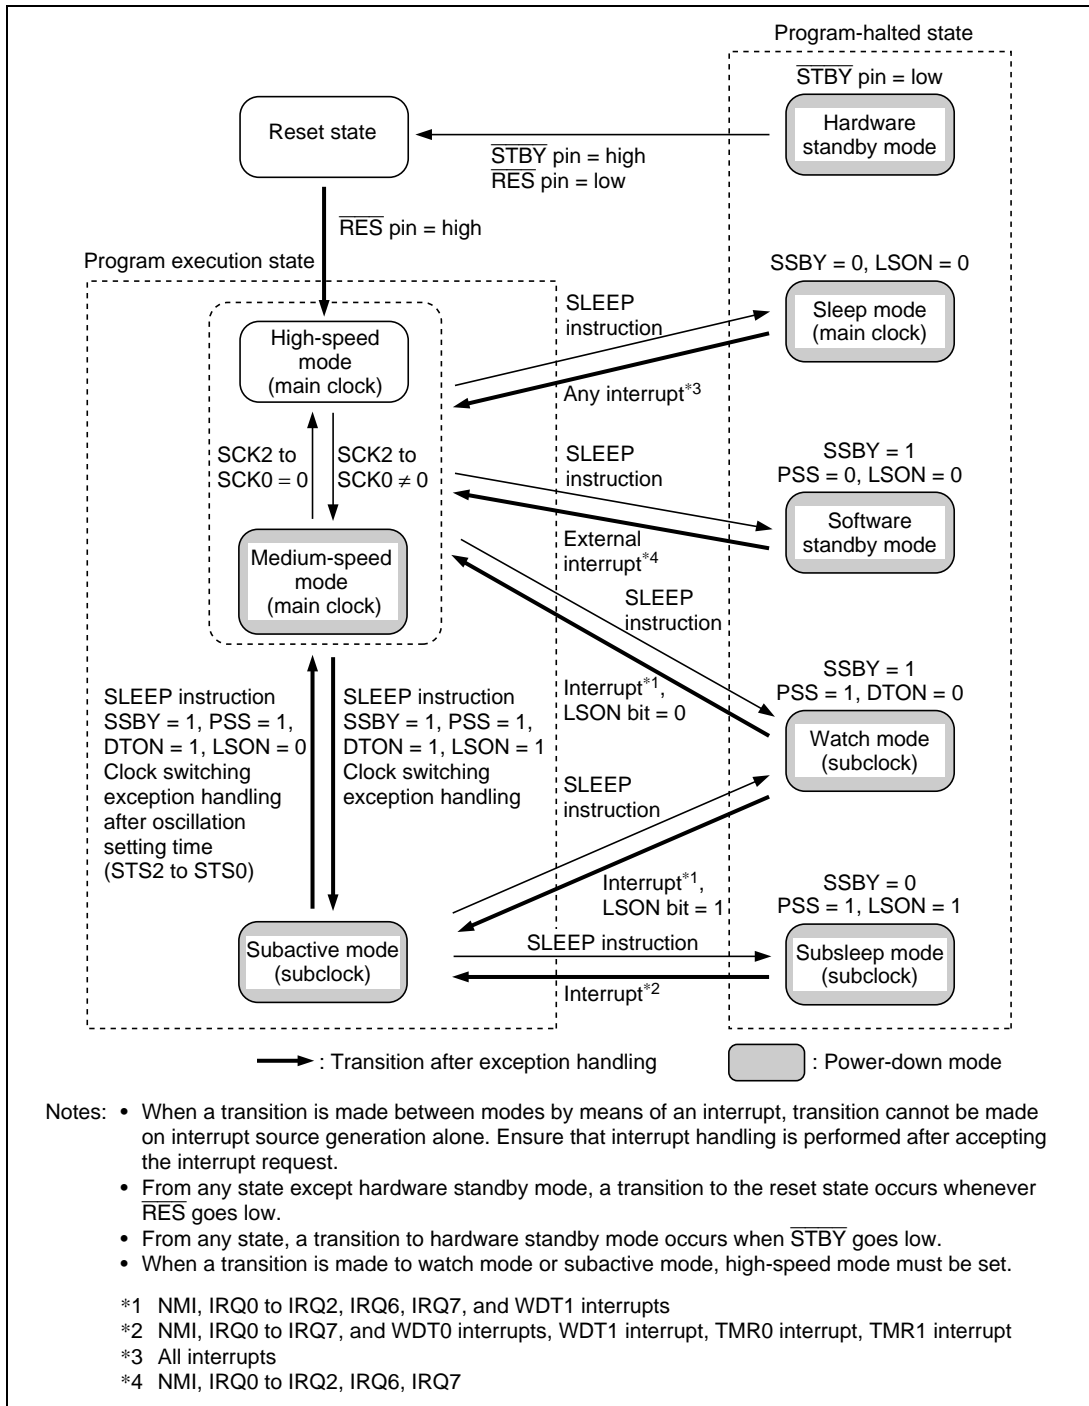 Program-halted state
STBY pin = low
Reset state
Hardware
standby mode
STBY pin = high
RES pin = low
RES pin = high
Program execution state
SSBY = 0, LSON = 0
Sleep mode
(main clock)
SLEEP
instruction
Any interrupt*3
High-speed
mode
(main clock)
SCK2 to
SCK0 = 0
SCK2 to
SCK0 ≠ 0
SLEEP
instruction
SSBY = 1
PSS = 0, LSON = 0
Software
standby mode
External
interrupt*4
Medium-speed
mode
(main clock)
SLEEP
instruction
SSBY = 1
PSS = 1, DTON = 0
Interrupt*1,
LSON bit = 0
Watch mode
(subclock)
SLEEP instruction
SSBY = 1, PSS = 1,
DTON = 1, LSON = 0
Clock switching
exception handling
after oscillation
setting time
(STS2 to STS0)
SLEEP instruction
SSBY = 1, PSS = 1,
DTON = 1, LSON = 1
Clock switching
exception handling
SLEEP
instruction
Interrupt*1,
LSON bit = 1
SSBY = 0
PSS = 1, LSON = 1
Subactive mode
(subclock)
SLEEP instruction
Interrupt*2
Subsleep mode
(subclock)
: Transition after exception handling
: Power-down mode
Notes: • When a transition is made between modes by means of an interrupt, transition cannot be made
on interrupt source generation alone. Ensure that interrupt handling is performed after accepting
the interrupt request.
• From any state except hardware standby mode, a transition to the reset state occurs whenever
RES goes low.
• From any state, a transition to hardware standby mode occurs when STBY goes low.
• When a transition is made to watch mode or subactive mode, high-speed mode must be set.
*1 NMI, IRQ0 to IRQ2, IRQ6, IRQ7, and WDT1 interrupts
*2 NMI, IRQ0 to IRQ7, and WDT0 interrupts, WDT1 interrupt, TMR0 interrupt, TMR1 interrupt
*3 All interrupts
*4 NMI, IRQ0 to IRQ2, IRQ6, IRQ7